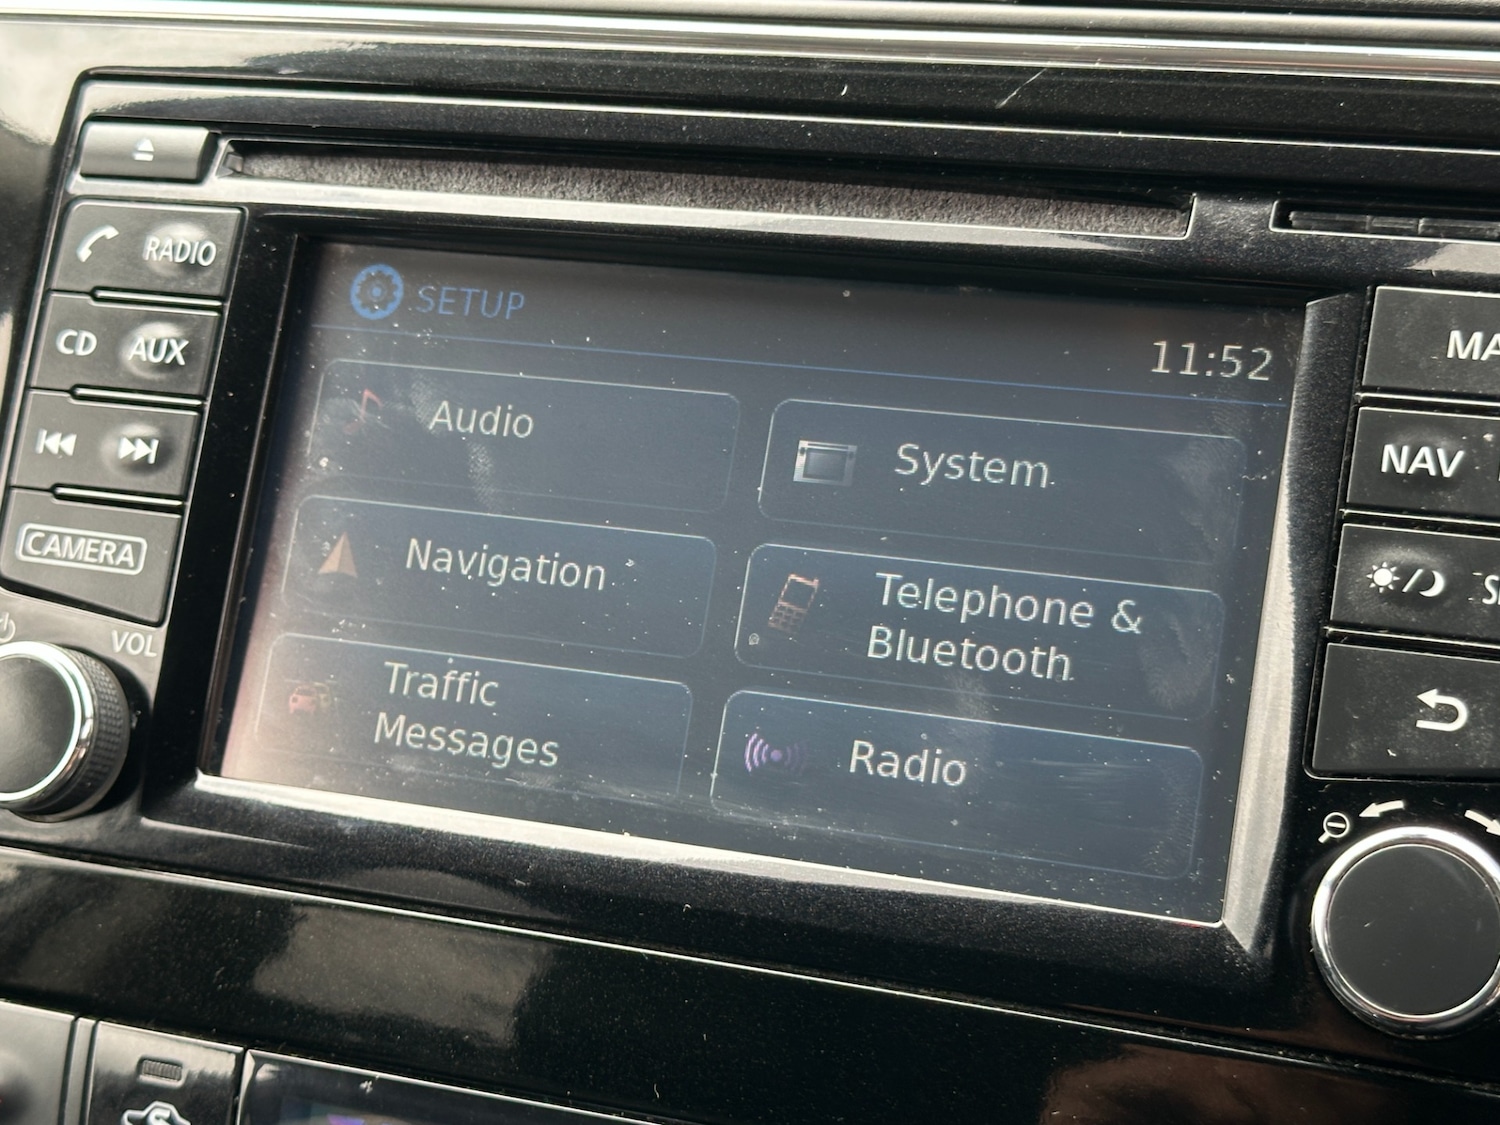 RADIO
CD AUX
CAMERA
VOL
SETUP
11:52
Audio
System
Navigation
Telephone &
Bluetooth
Traffic
Messages
Radio
NAV